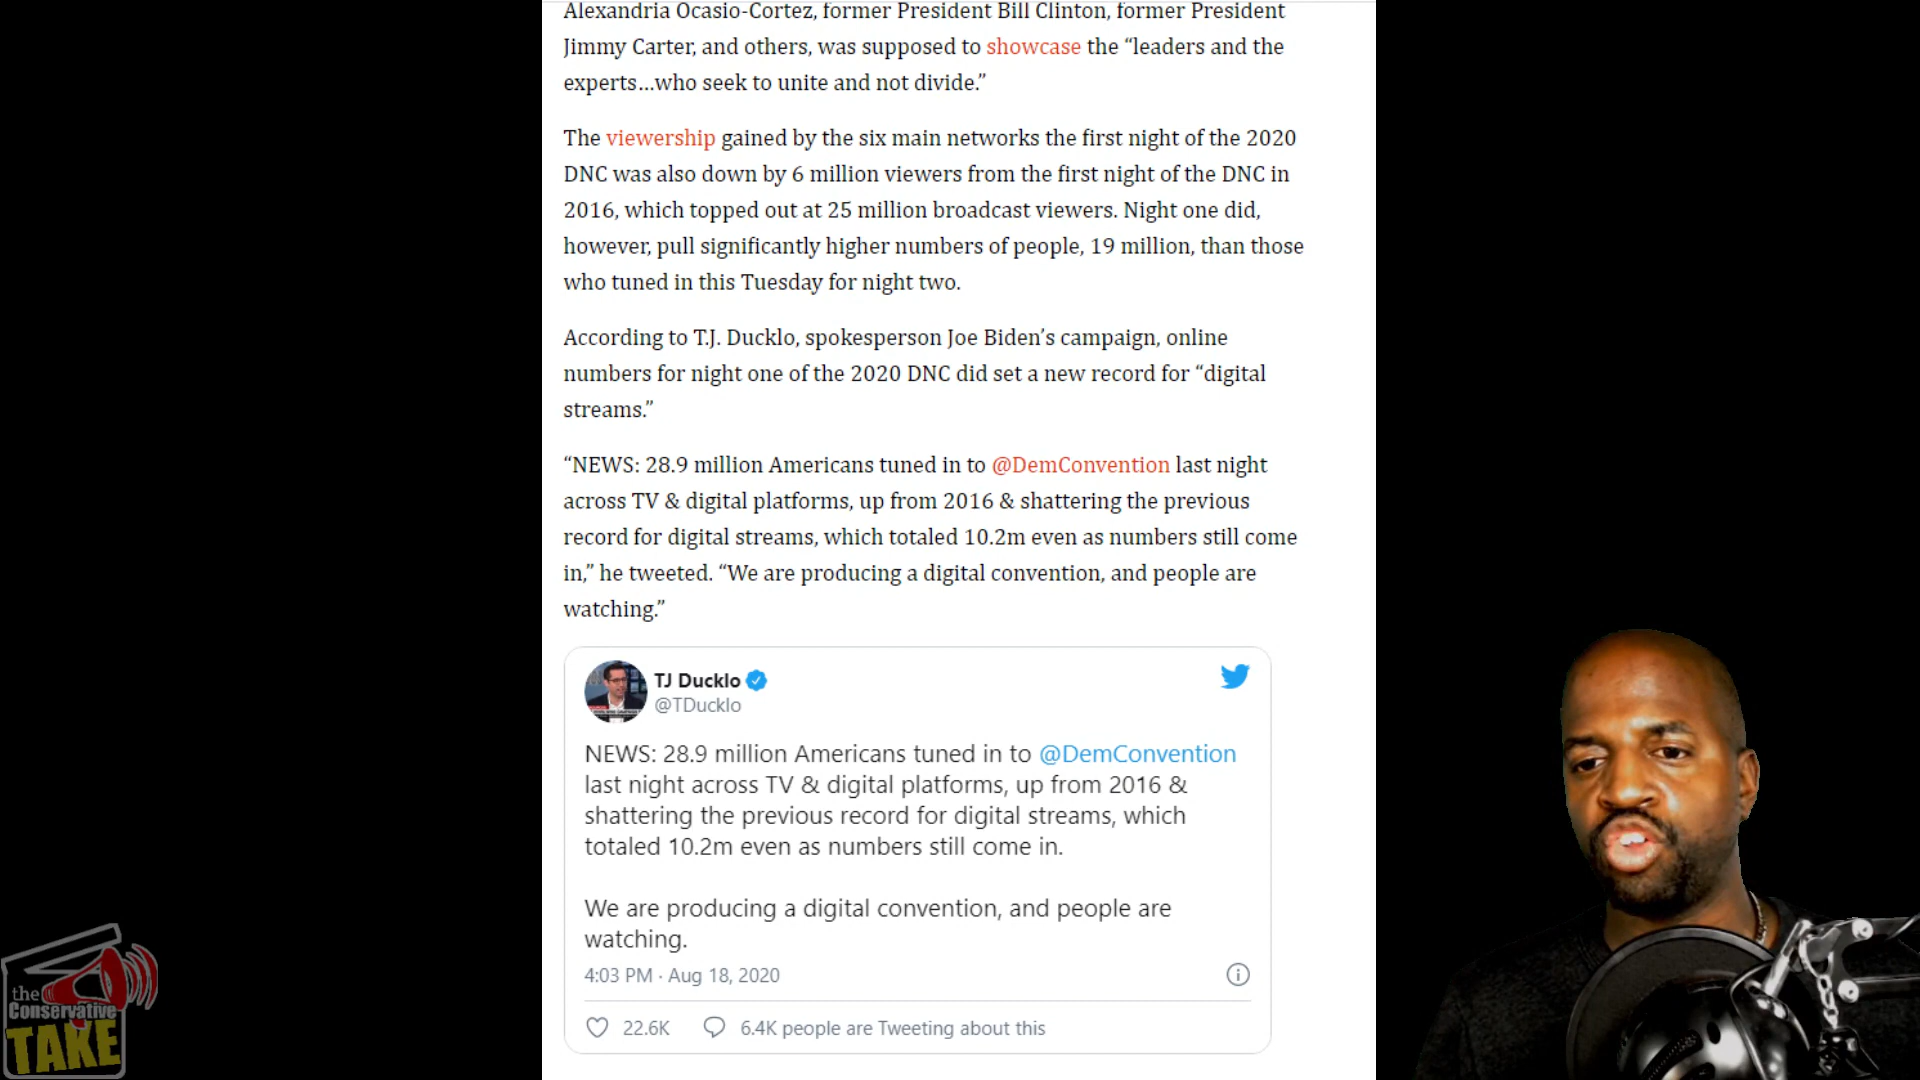 Alexandria Ocasio-Cortez, former President Bill Clinton, former President
Jimmy Carter, and others, was supposed to showcase the “leaders and the
experts…who seek to unite and not divide.”
The viewership gained by the six main networks the first night of the 2020
DNC was also down by 6 million viewers from the first night of the DNC in
2016, which topped out at 25 million broadcast viewers. Night one did,
however, pull significantly higher numbers of people, 19 million, than those
who tuned in this Tuesday for night two.
According to T.J. Ducklo, spokesperson Joe Biden’s campaign, online
numbers for night one of the 2020 DNC did set a new record for “digital
streams.”
“NEWS: 28.9 million Americans tuned in to @DemConvention last night
across TV & digital platforms, up from 2016 & shattering the previous
record for digital streams, which totaled 10.2m even as numbers still come
in,” he tweeted. “We are producing a digital convention, and people are
watching.”
TJ Ducklo
@TDucklo
NEWS: 28.9 million Americans tuned in to @DemConvention
last night across TV & digital platforms, up from 2016 &
shattering the previous record for digital streams, which
totaled 10.2m even as numbers still come in.
We are producing a digital convention, and people are
watching.
4:03 PM · Aug 18, 2020
22.6K 6.4K people are Tweeting about this
the
Conservative
TAKE